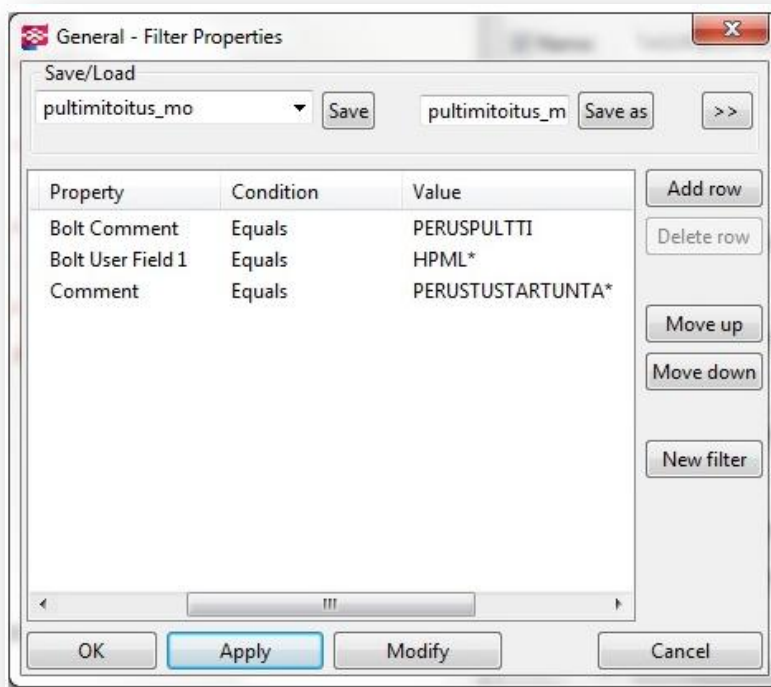 General - Filter Properties
Save/Load
pultimitoitus_mo Save pultimitoitus_m Save as >>
Property Condition Value Add row
Bolt Comment Equals PERUSPULTTI Delete row
Bolt User Field 1 Equals HPML*
Comment Equals PERUSTUSTARTUNTA*
Move up
Move down
New filter
OK Apply Modify Cancel